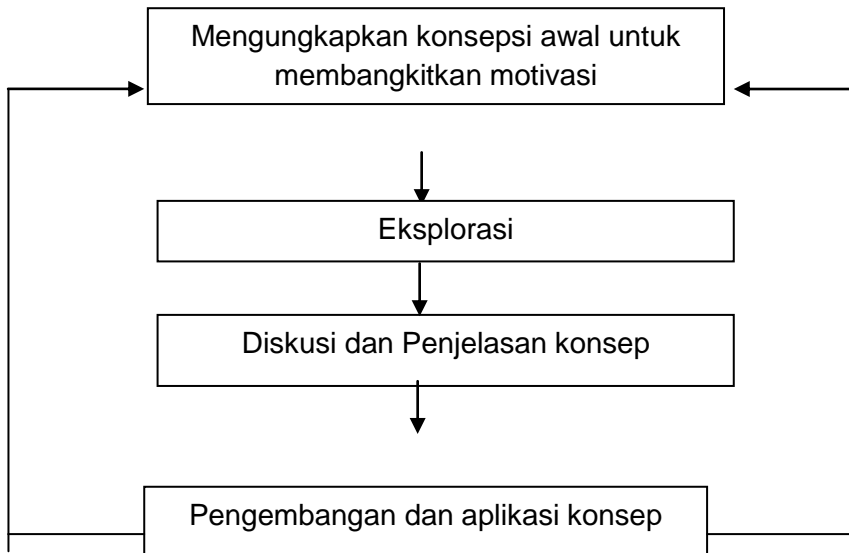 Mengungkapkan konsepsi awal untuk
membangkitkan motivasi
Eksplorasi
Diskusi dan Penjelasan konsep
Pengembangan dan aplikasi konsep